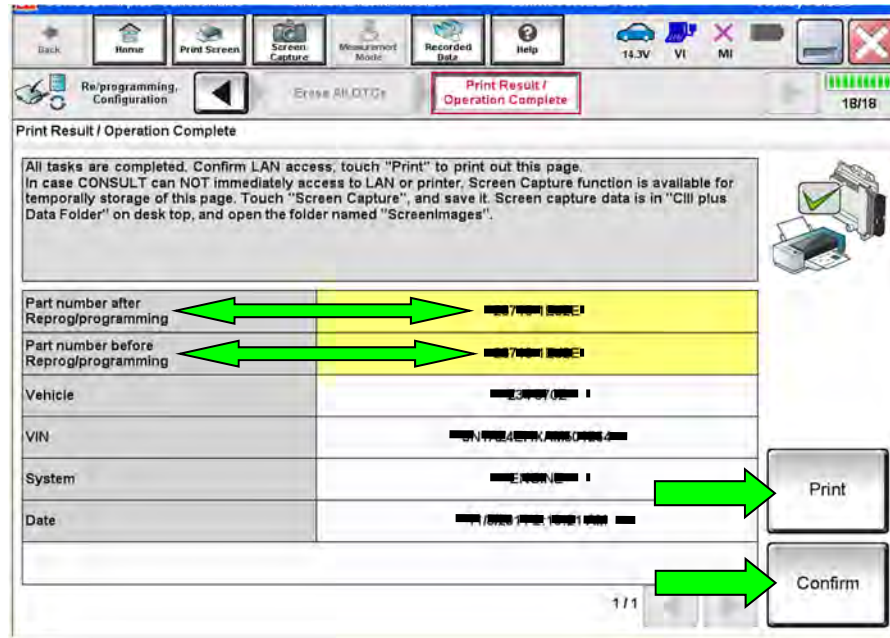 Back
Home
Print Screen
Screen Capture
Measurement Mode
Recorded Data
Help
14.3V
VI
MI
Re/programming, Configuration
Erase All DTCs
Print Result / Operation Complete
18/18
Print Result / Operation Complete
All tasks are completed. Confirm LAN access, touch "Print" to print out this page.
In case CONSULT can NOT immediately access to LAN or printer, Screen Capture function is available for
temporally storage of this page. Touch "Screen Capture", and save it. Screen capture data is in "CIII plus
Data Folder" on desk top, and open the folder named "ScreenImages".
Part number after
Reprog/programming
Part number before
Reprog/programming
Vehicle
VIN
System
Date
Print
Confirm
1/1